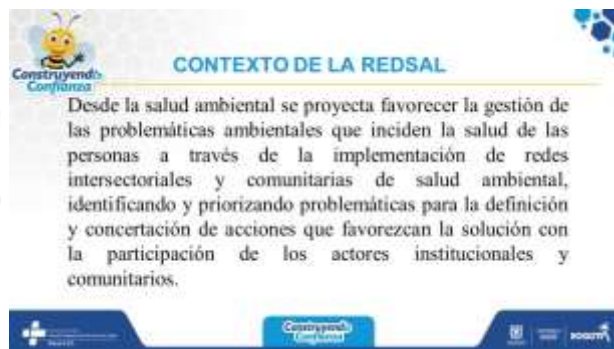 CONTEXTO DE LA REDSAL
Construyendo
Confianza
Desde la salud ambiental se proyecta favorecer la gestión de
las problemáticas ambientales que inciden la salud de las
personas a través de la implementación de redes
intersectoriales y comunitarias de salud ambiental,
identificando y priorizando problemáticas para la definición
y concertación de acciones que favorezcan la solución con
la participación de los actores institucionales y
comunitarios.
Construyendo
Confianza
BOGOTÁ